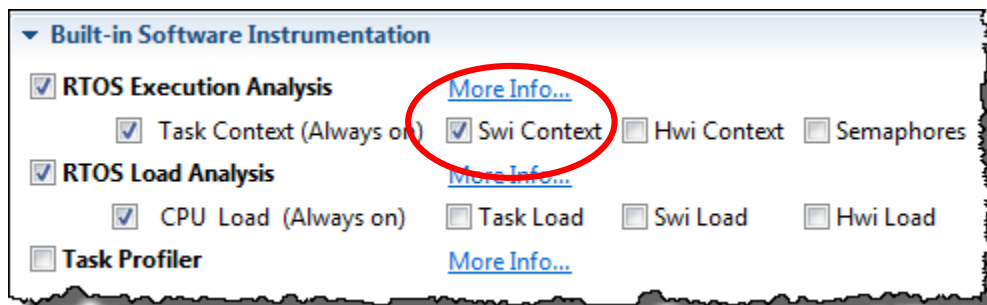 Built-in Software Instrumentation
RTOS Execution Analysis More Info...
Task Context (Always on) Swi Context Hwi Context Semaphores
RTOS Load Analysis More Info...
CPU Load (Always on) Task Load Swi Load Hwi Load
Task Profiler More Info...